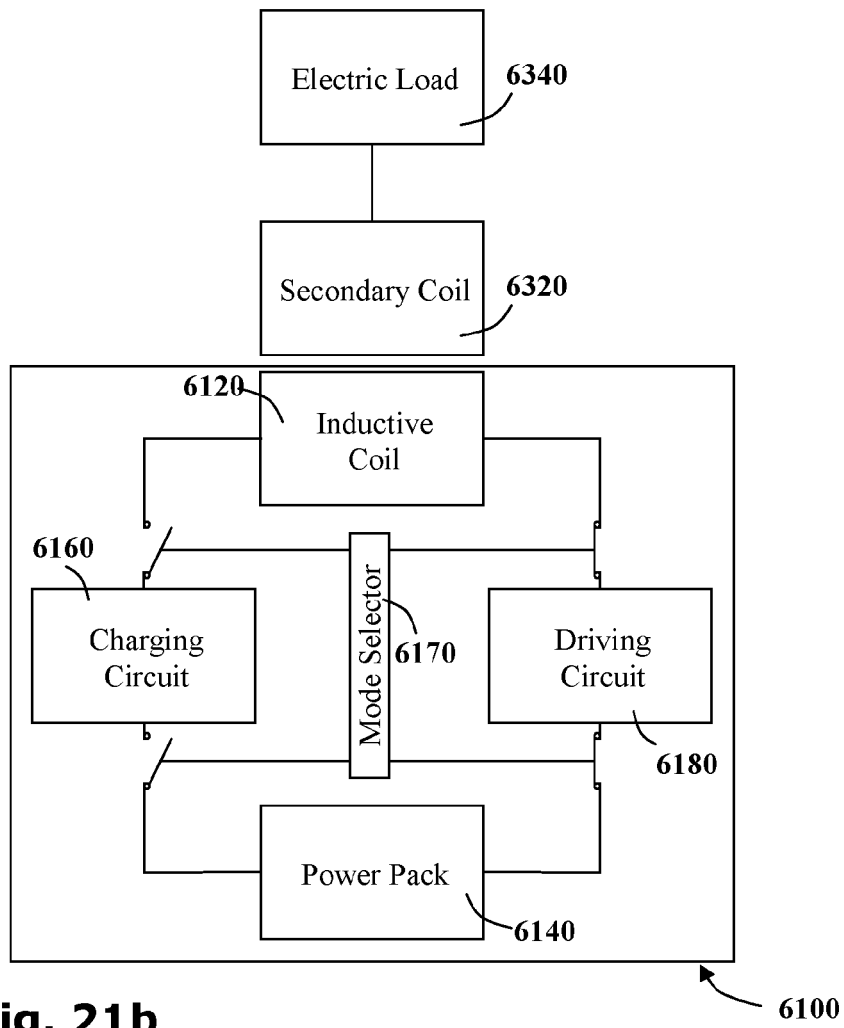 Electric Load
6340
Secondary Coil
6320
6120
Inductive
Coil
6160
Charging
Circuit
Mode Selector
6170
Driving
Circuit
6180
Power Pack
6140
6100
ig. 21b